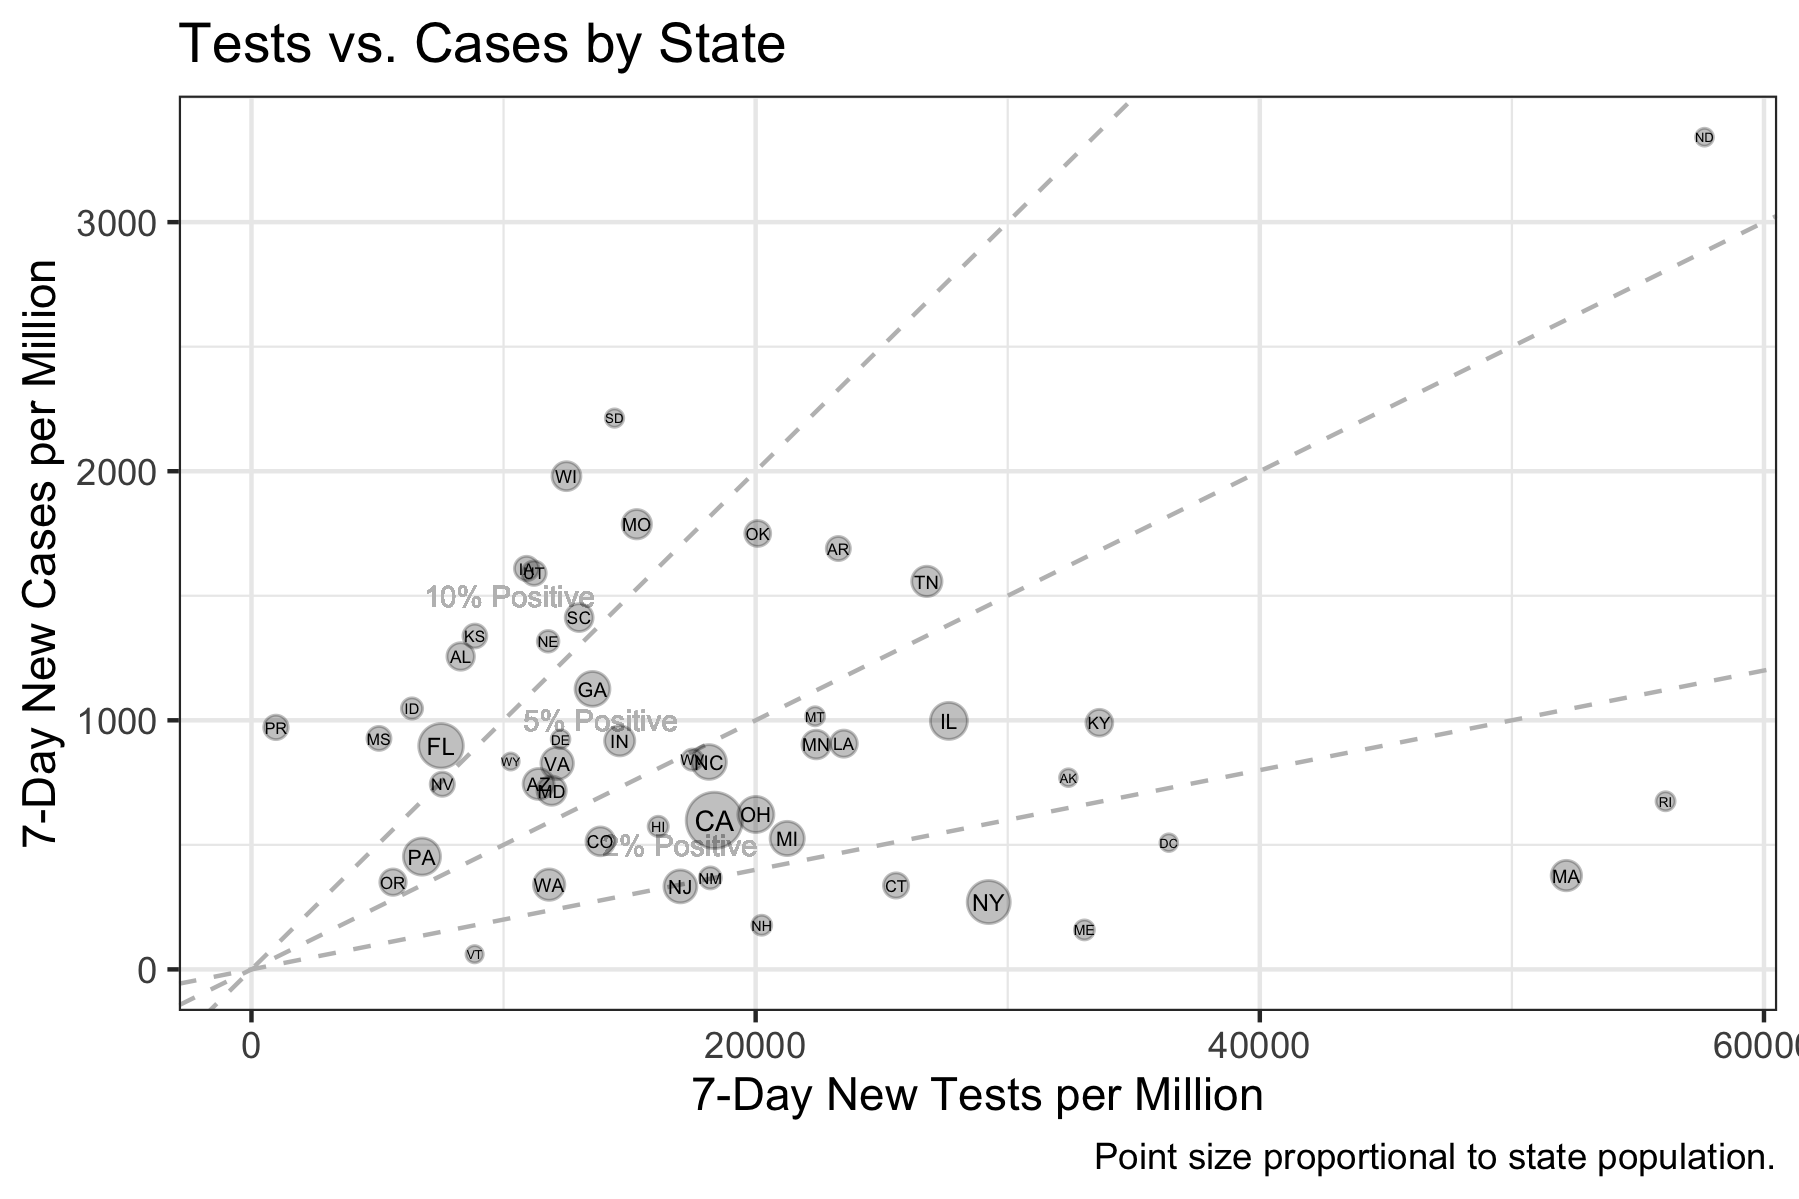 Tests vs. Cases by State
7-Day New Cases per Million
3000
2000
1000
0
ND
SD
WI
MO
OK
AR
TN
IA
UT
10% Positive
SC
KS
NE
AL
GA
ID
PR
MS
FL
5% Positive
DE
IN
MT
MN
LA
IL
KY
WY
VA
WV
NC
NV
AZ
MD
AK
RI
HI
CA
OH
CO
2% Positive
MI
DC
PA
OR
WA
NJ
NM
CT
NY
MA
NH
ME
VT
0
20000
40000
6000
7-Day New Tests per Million
Point size proportional to state population.